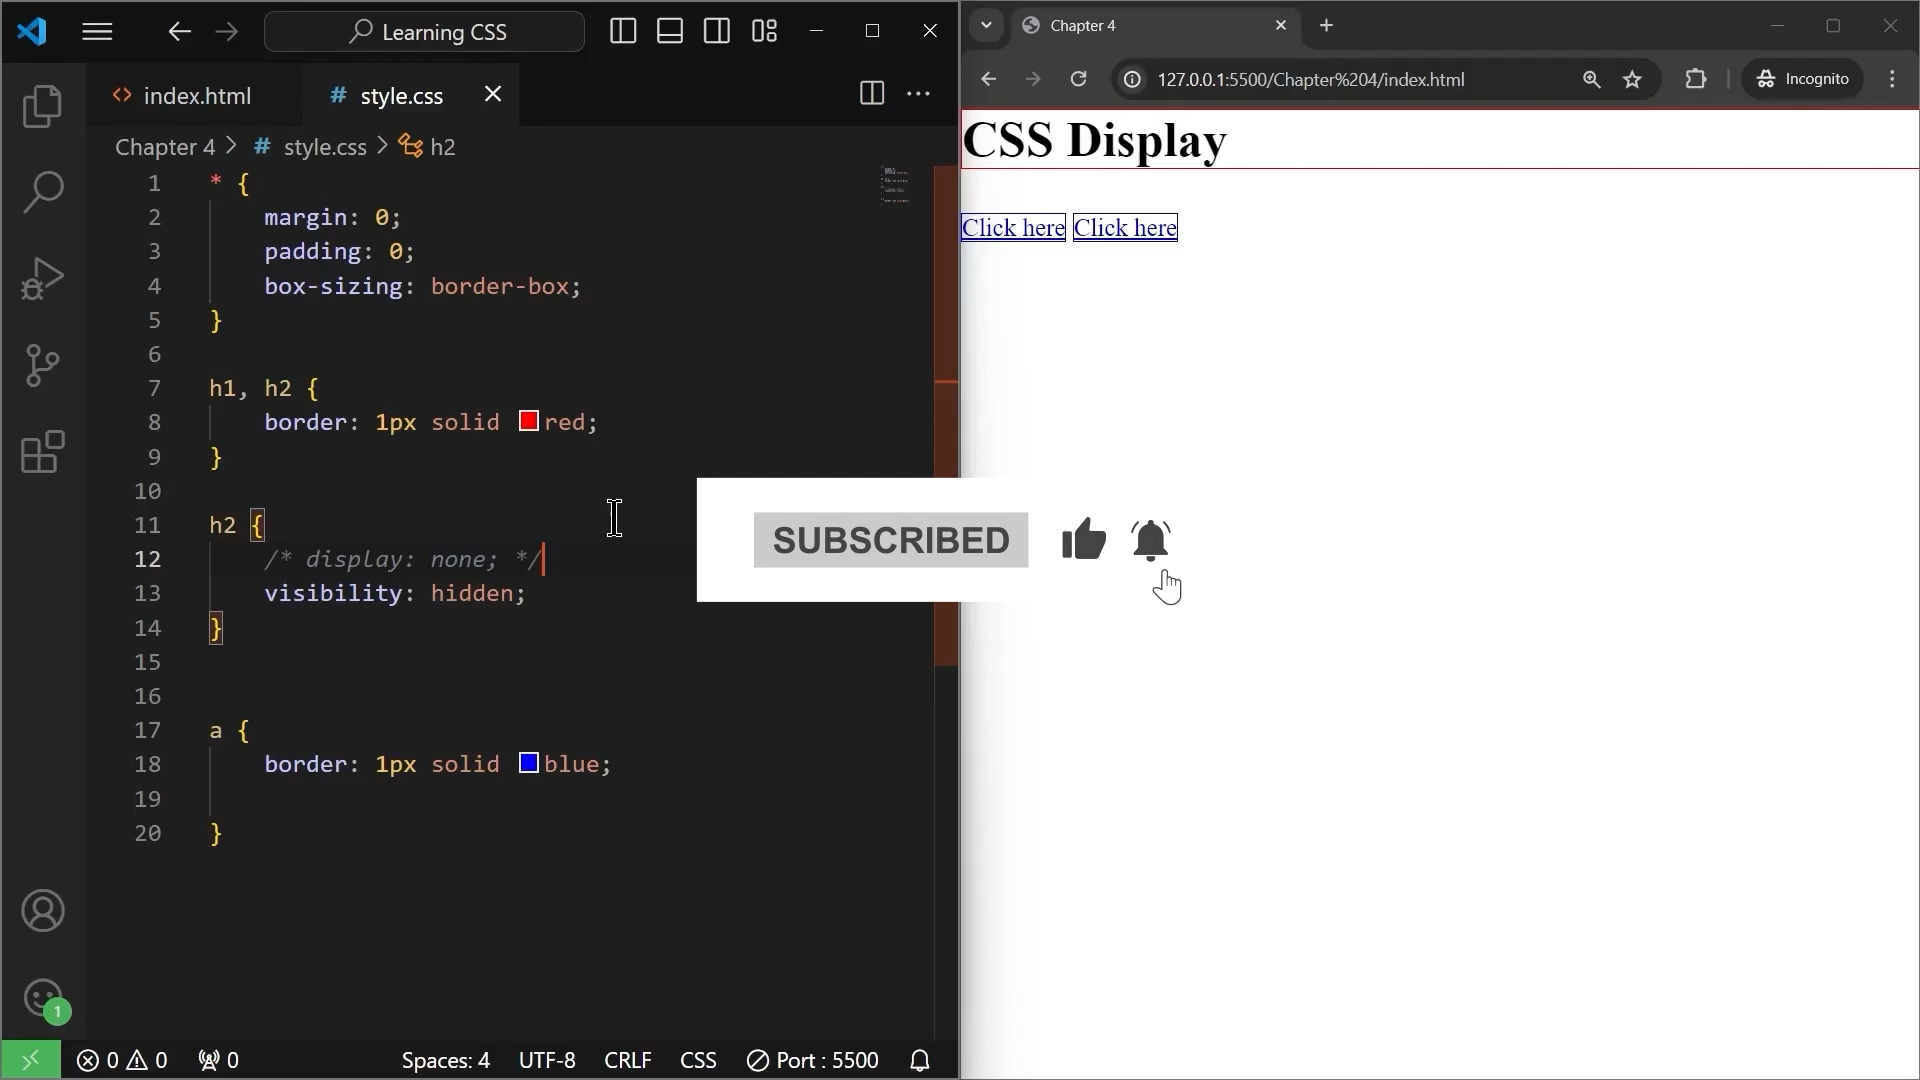 Learning CSS
index.html
# style.css
Chapter 4 > # style.css > h2
1 * {
2 margin: 0;
3 padding: 0;
4 box-sizing: border-box;
5 }
6
7 h1, h2 {
8 border: 1px solid red;
9 }
10
11 h2 {
12 /* display: none; */
13 visibility: hidden;
14 }
15
16
17 a {
18 border: 1px solid blue;
19
20 }
1
0 0 0 Spaces: 4 UTF-8 CRLF CSS Port : 5500
Chapter 4
127.0.0.1:5500/Chapter%204/index.html Incognito
CSS Display
Click here Click here
SUBSCRIBED